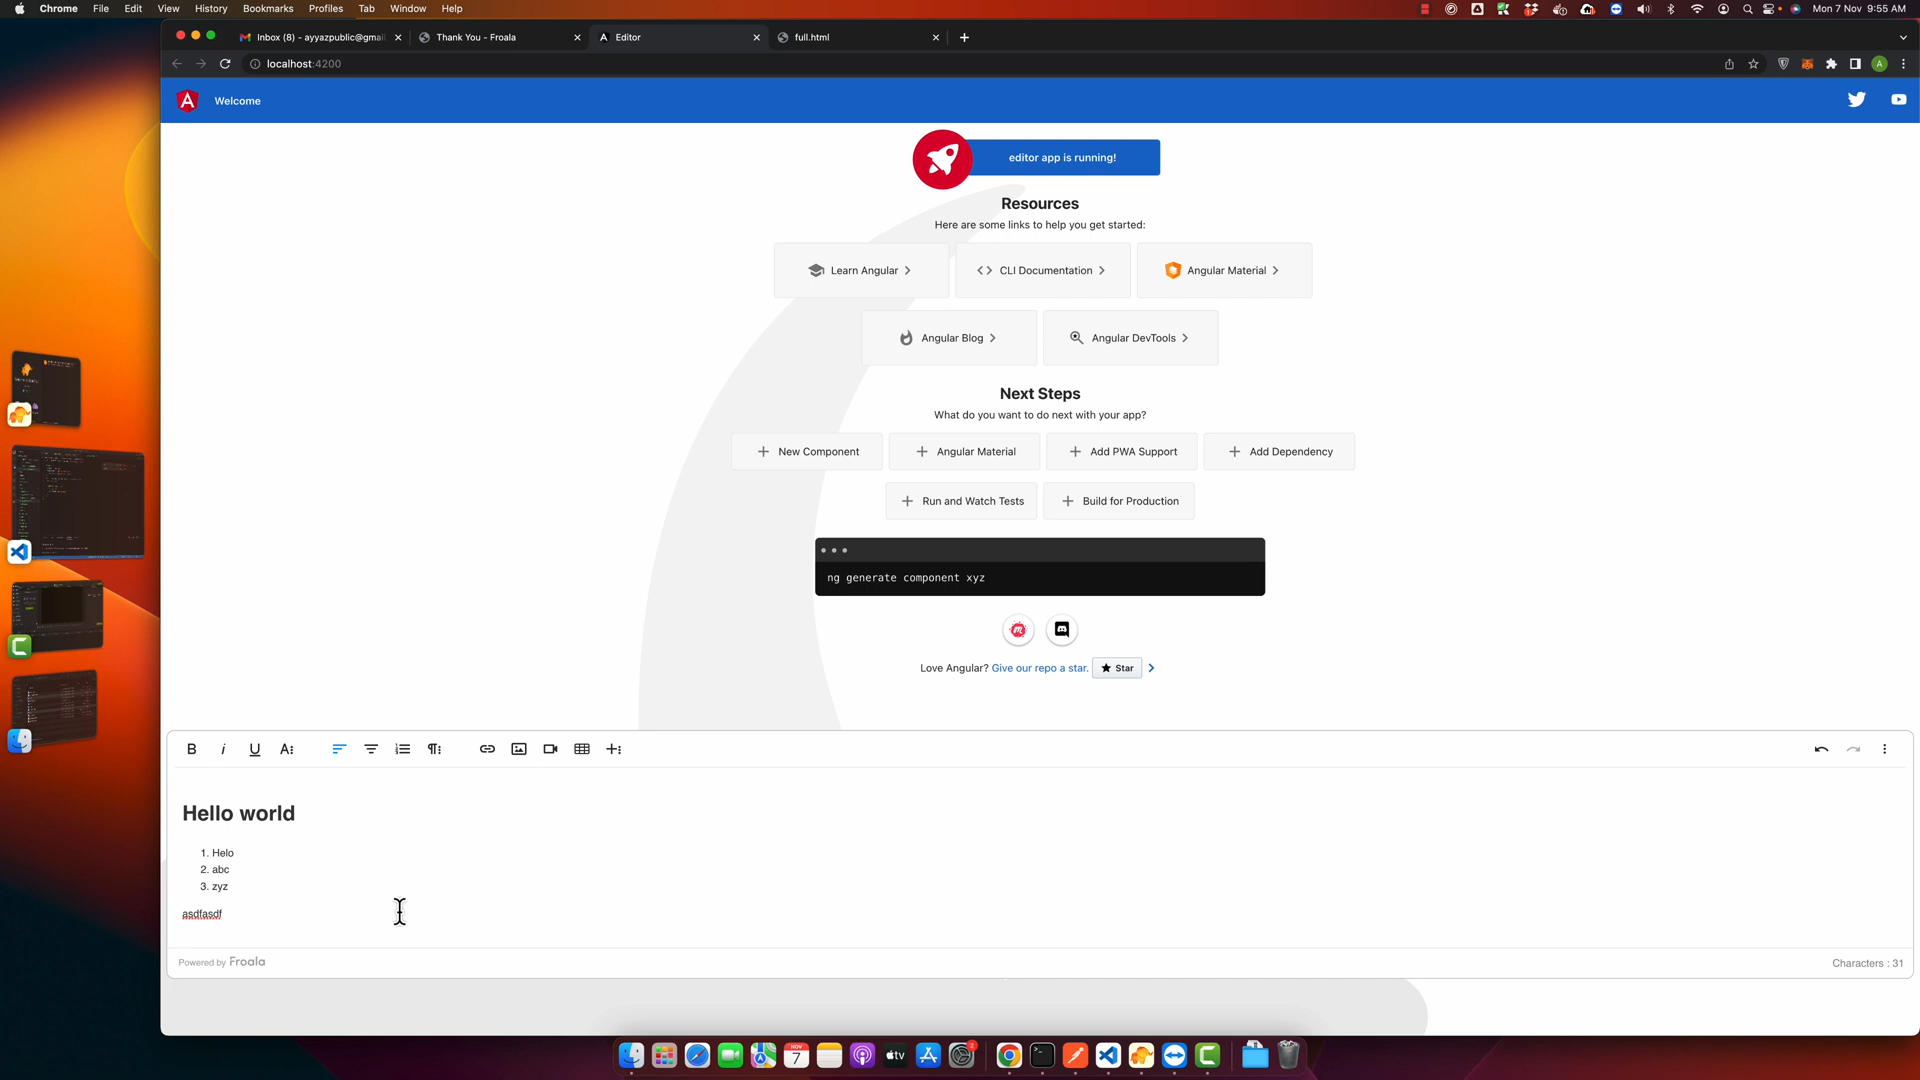 Chrome File Edit View History Bookmarks Profiles Tab Window Help Mon 7 Nov 9:55 AM
Inbox (8) - ayyazpublic@gmai Thank You - Froala Editor full.html
localhost:4200 A
Welcome
editor app is running!
Resources
Here are some links to help you get started:
Learn Angular CLI Documentation Angular Material
Angular Blog Angular DevTools
Next Steps
What do you want to do next with your app?
New Component Angular Material Add PWA Support Add Dependency
Run and Watch Tests Build for Production
ng generate component xyz
Love Angular? Give our repo a star. Star
Hello world
1. Helo
2. abc
3. zyz
asdfasdf
Powered by Froala Characters : 31
NOV
7 tv 2